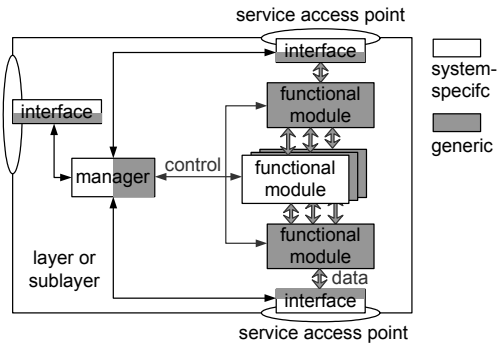 service access point
interface
system-
specifc
functional
module
generic
interface
control
functional
module
manager
functional
module
layer or
sublayer
data
interface
service access point